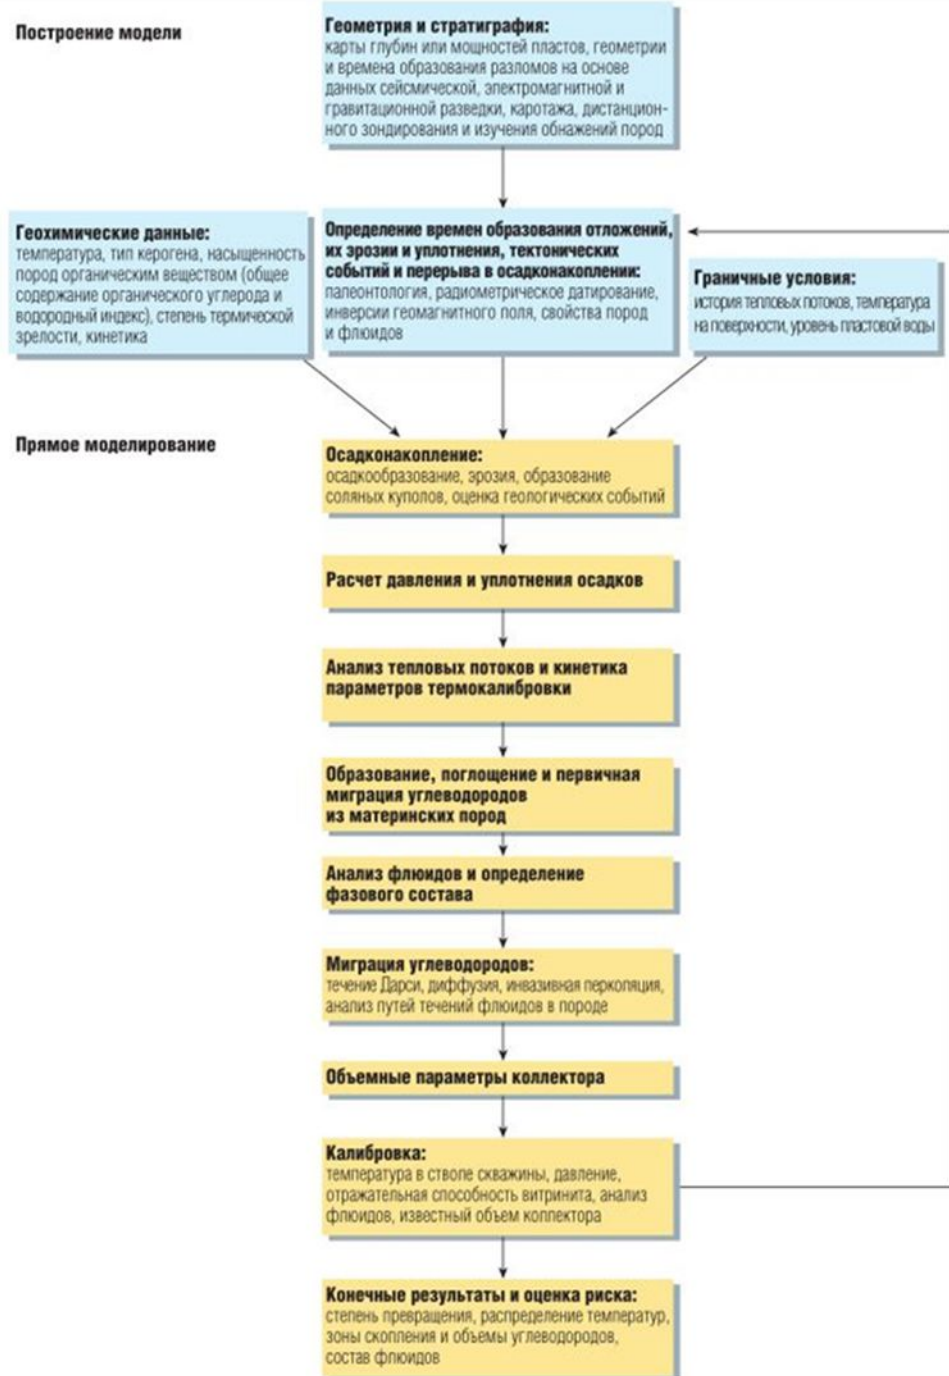 Построение модели
Геометрия и стратиграфия:
карты глубин или мощностей пластов, геометрии
и времена образования разломов на основе
данных сейсмической, электромагнитной и
гравитационной разведки, каротажа, дистанцион-
ного зондирования и изучения обнажений пород
Геохимические данные:
температура, тип керогена, насыщенность
пород органическим веществом (общее
содержание органического углерода и
водородный индекс), степень термической
зрелости, кинетика
Определение времен образования отложений,
их эрозии и уплотнения, тектонических
событий и перерыва в осадконакоплении:
палеонтология, радиометрическое датирование,
инверсии геомагнитного поля, свойства пород
и флюидов
Граничные условия:
история тепловых потоков, температура
на поверхности, уровень пластовой воды
Прямое моделирование
Осадконакопление:
осадкообразование, эрозия, образование
соляных куполов, оценка геологических событий
Расчет давления и уплотнения осадков
Анализ тепловых потоков и кинетика
параметров термокалибровки
Образование, поглощение и первичная
миграция углеводородов
из материнских пород
Анализ флюидов и определение
фазового состава
Миграция углеводородов:
течение Дарси, диффузия, инвазивная перколяция,
анализ путей течений флюидов в породе
Объемные параметры коллектора
Калибровка:
температура в стволе скважины, давление,
отражательная способность витринита, анализ
флюидов, известный объем коллектора
Конечные результаты и оценка риска:
степень превращения, распределение температур,
зоны скопления и объемы углеводородов,
состав флюидов